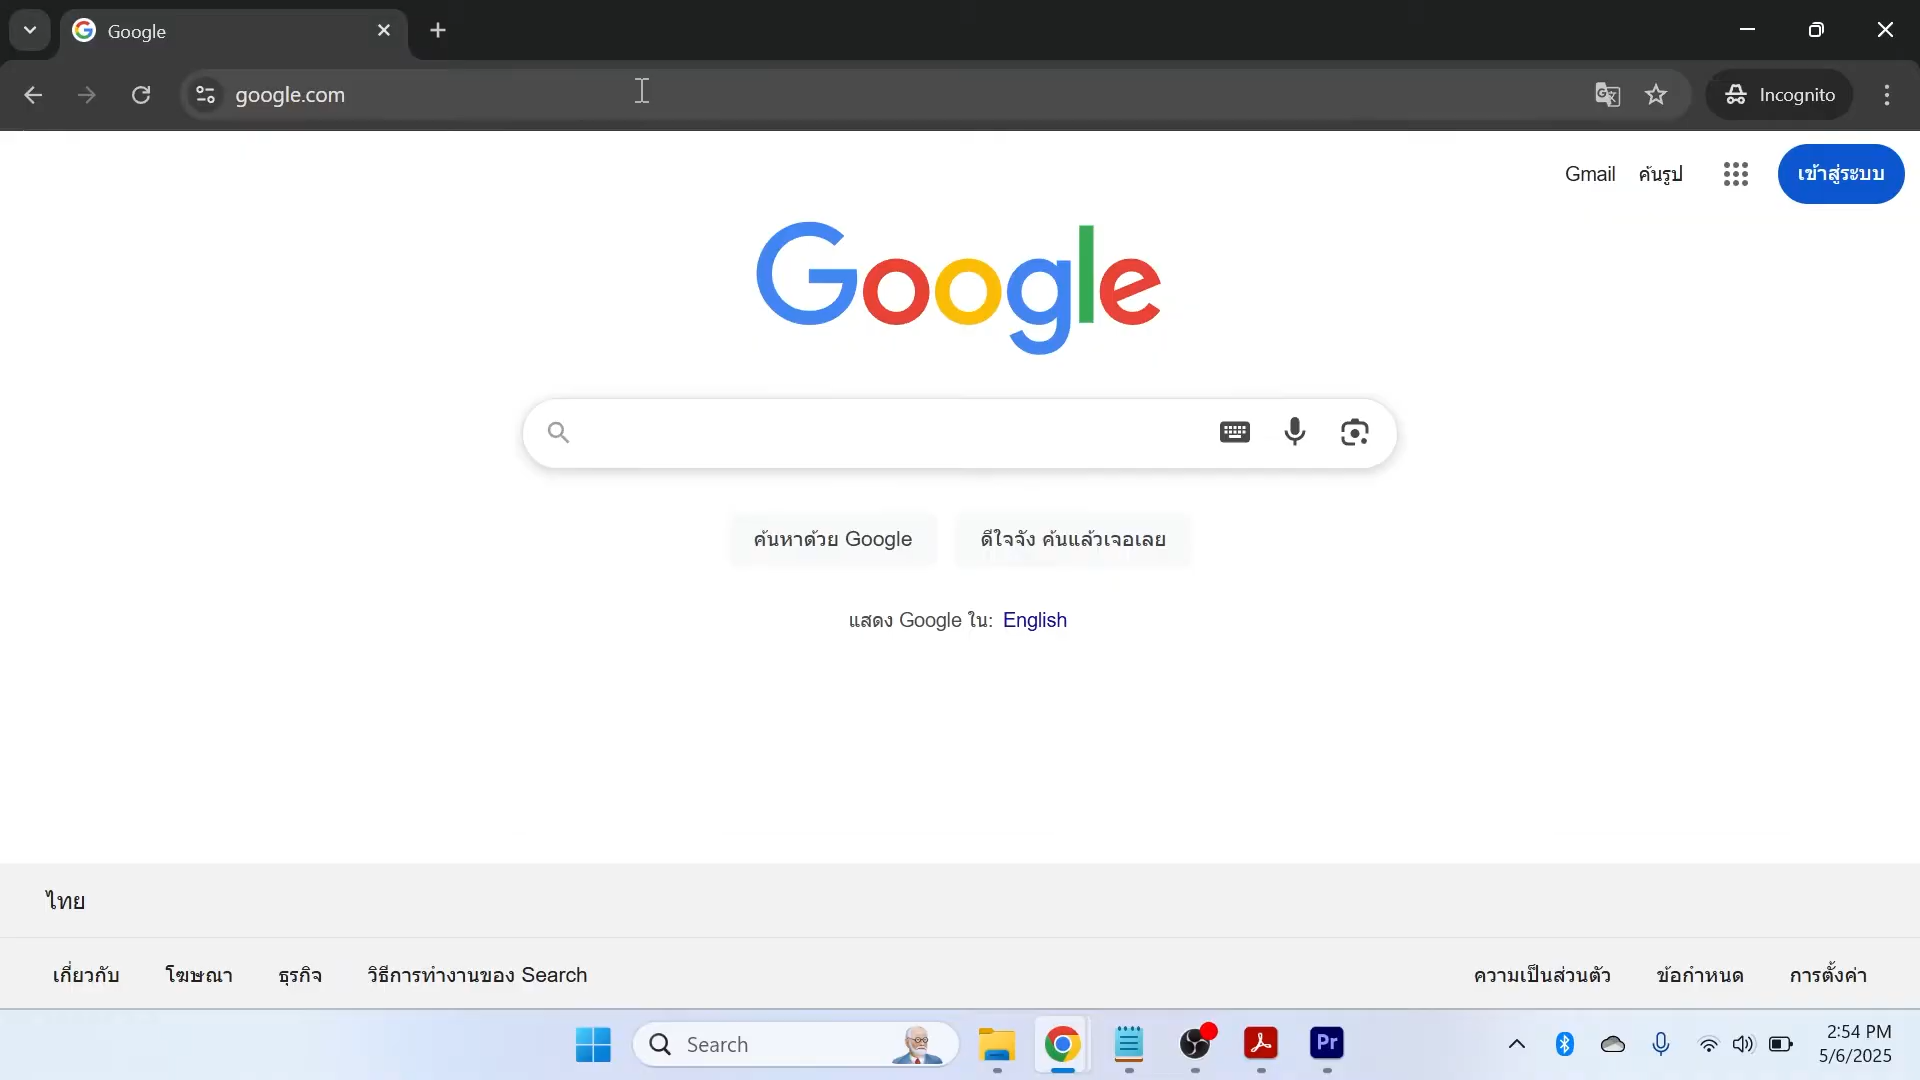 Google
google.com
Incognito
Gmail
ค้นรูป
เข้าสู่ระบบ
Google
ค้นหาด้วย Google
ดีใจจัง ค้นแล้วเจอเลย
แสดง Google ใน: English
ไทย
เกี่ยวกับ
โฆษณา
ธุรกิจ
วิธีการทำงานของ Search
ความเป็นส่วนตัว
ข้อกำหนด
การตั้งค่า
Search
Pr
2:54 PM
5/6/2025